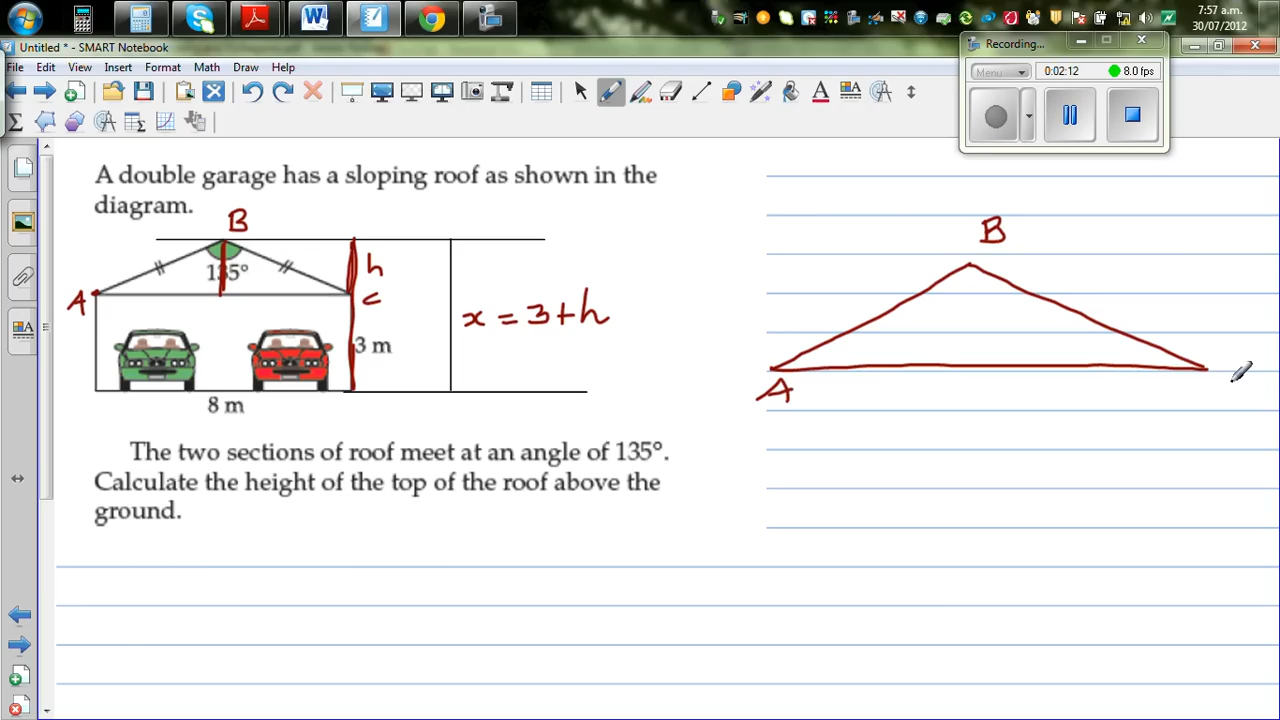 7:57 a.m.
30/07/2012
Untitled * - SMART Notebook
Recording...
File Edit View Insert Format Math Draw Help
Menu
0:02:12
8.0 fps
A double garage has a sloping roof as shown in the
diagram.
B
135°
h
A
C
x = 3 + h
3 m
8 m
The two sections of roof meet at an angle of 135°.
Calculate the height of the top of the roof above the
ground.
B
A